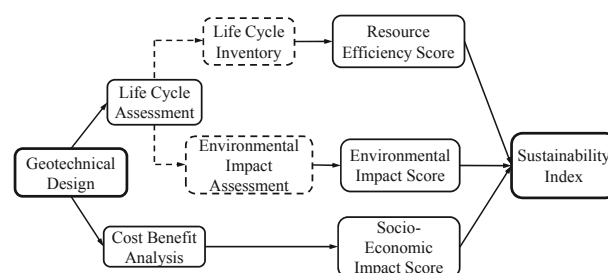 Life Cycle
Inventory
Resource
Efficiency Score
Life Cycle
Assessment
Geotechnical
Design
Environmental
Impact
Assessment
Environmental
Impact Score
Sustainability
Index
Cost Benefit
Analysis
Socio-
Economic
Impact Score